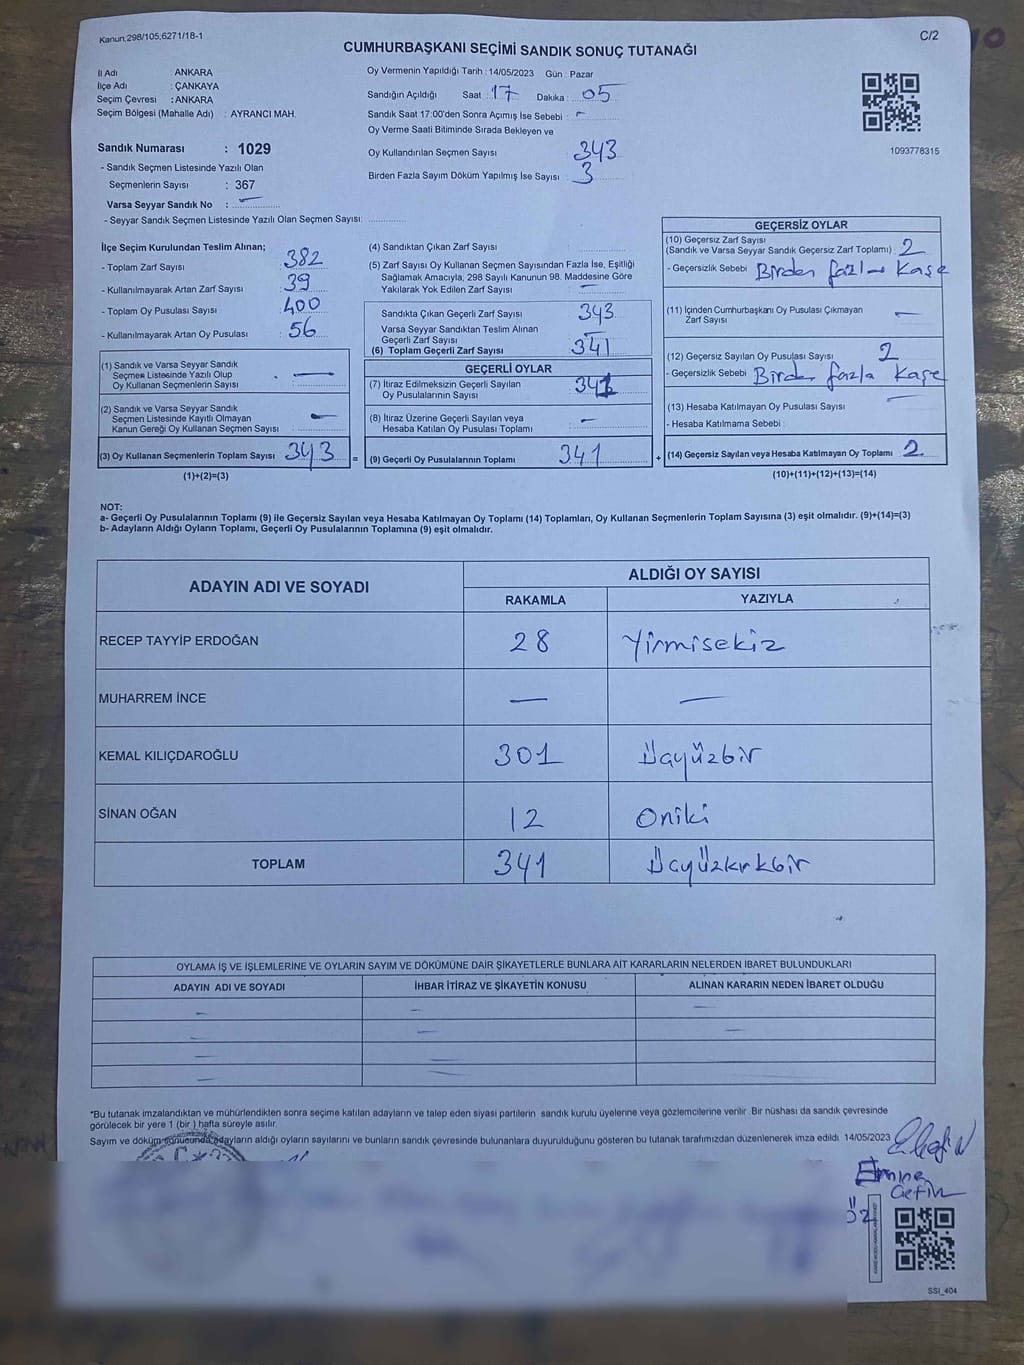 Kanun;298/105;6271/18-1
C/2
CUMHURBAŞKANI SEÇİMİ SANDIK SONUÇ TUTANAĞI
İl Adı : ANKARA
İlçe Adı : ÇANKAYA
Seçim Çevresi : ANKARA
Seçim Bölgesi (Mahalle Adı) : AYRANCI MAH.
Sandık Numarası : 1029
- Sandık Seçmen Listesinde Yazılı Olan
Seçmenlerin Sayısı : 367
Varsa Seyyar Sandık No : —
- Seyyar Sandık Seçmen Listesinde Yazılı Olan Seçmen Sayısı:
Oy Vermenin Yapıldığı Tarih : 14/05/2023 Gün : Pazar
Sandığın Açıldığı Saat : 17 Dakika : 05
Sandık Saat 17:00'den Sonra Açımış İse Sebebi : -
Oy Verme Saati Bitiminde Sırada Bekleyen ve
Oy Kullandırılan Seçmen Sayısı 343
Birden Fazla Sayım Döküm Yapılmış İse Sayısı : 3
1093778315
İlçe Seçim Kurulundan Teslim Alınan;
- Toplam Zarf Sayısı 382
- Kullanılmayarak Artan Zarf Sayısı : 39
- Toplam Oy Pusulası Sayısı : 400
- Kullanılmayarak Artan Oy Pusulası : 56
(1) Sandık ve Varsa Seyyar Sandık
Seçmen Listesinde Yazılı Olup
Oy Kullanan Seçmenlerin Sayısı : —
(2) Sandık ve Varsa Seyyar Sandık
Seçmen Listesinde Kayıtlı Olmayan
Kanun Gereği Oy Kullanan Seçmen Sayısı : —
(3) Oy Kullanan Seçmenlerin Toplam Sayısı : 343
(1)+(2)=(3)
(4) Sandıktan Çıkan Zarf Sayısı
(5) Zarf Sayısı Oy Kullanan Seçmen Sayısından Fazla İse, Eşitliği
Sağlamak Amacıyla, 298 Sayılı Kanunun 98. Maddesine Göre
Yakılarak Yok Edilen Zarf Sayısı : —
Sandıkta Çıkan Geçerli Zarf Sayısı : 343
Varsa Seyyar Sandıktan Teslim Alınan
Geçerli Zarf Sayısı : —
(6) Toplam Geçerli Zarf Sayısı : 341
GEÇERLİ OYLAR
(7) İtiraz Edilmeksizin Geçerli Sayılan
Oy Pusulalarının Sayısı : 341
(8) İtiraz Üzerine Geçerli Sayılan veya
Hesaba Katılan Oy Pusulası Toplamı : —
= (9) Geçerli Oy Pusulalarının Toplamı : 341
GEÇERSİZ OYLAR
(10) Geçersiz Zarf Sayısı
(Sandık ve Varsa Seyyar Sandık Geçersiz Zarf Toplamı) : 2
- Geçersizlik Sebebi Birden fazla Kaşe
(11) İçinden Cumhurbaşkanı Oy Pusulası Çıkmayan
Zarf Sayısı —
(12) Geçersiz Sayılan Oy Pusulası Sayısı 2
- Geçersizlik Sebebi Birden fazla Kaşe
(13) Hesaba Katılmayan Oy Pusulası Sayısı —
- Hesaba Katılmama Sebebi
+ (14) Geçersiz Sayılan veya Hesaba Katılmayan Oy Toplamı : 2
(10)+(11)+(12)+(13)=(14)
NOT:
a- Geçerli Oy Pusulalarının Toplamı (9) ile Geçersiz Sayılan veya Hesaba Katılmayan Oy Toplamı (14) Toplamları, Oy Kullanan Seçmenlerin Toplam Sayısına (3) eşit olmalıdır. (9)+(14)=(3)
b- Adayların Aldığı Oyların Toplamı, Geçerli Oy Pusulalarının Toplamına (9) eşit olmalıdır.
ADAYIN ADI VE SOYADI
ALDIĞI OY SAYISI
RAKAMLA YAZIYLA
RECEP TAYYİP ERDOĞAN 28 Yirmisekiz
MUHARREM İNCE — —
KEMAL KILIÇDAROĞLU 301 Üçyüzbir
SİNAN OĞAN 12 Oniki
TOPLAM 341 Üçyüzkırkbir
OYLAMA İŞ VE İŞLEMLERİNE VE OYLARIN SAYIM VE DÖKÜMÜNE DAİR ŞİKAYETLERLE BUNLARA AİT KARARLARIN NELERDEN İBARET BULUNDUKLARI
ADAYIN ADI VE SOYADI İHBAR İTİRAZ VE ŞİKAYETİN KONUSU ALINAN KARARIN NEDEN İBARET OLDUĞU
— — —
— — —
— — —
— —
*Bu tutanak imzalandıktan ve mühürlendikten sonra seçime katılan adayların ve talep eden siyasi partilerin sandık kurulu üyelerine veya gözlemcilerine verilir. Bir nüshası da sandık çevresinde
görülecek bir yere 1 (bir ) hafta süreyle asılır.
Sayım ve döküm sonucunda adayların aldığı oyların sayılarını ve bunların sandık çevresinde bulunanlara duyurulduğunu gösteren bu tutanak tarafımızdan düzenlenerek imza edildi. 14/05/2023
Emine
Çetin
SSİ_404